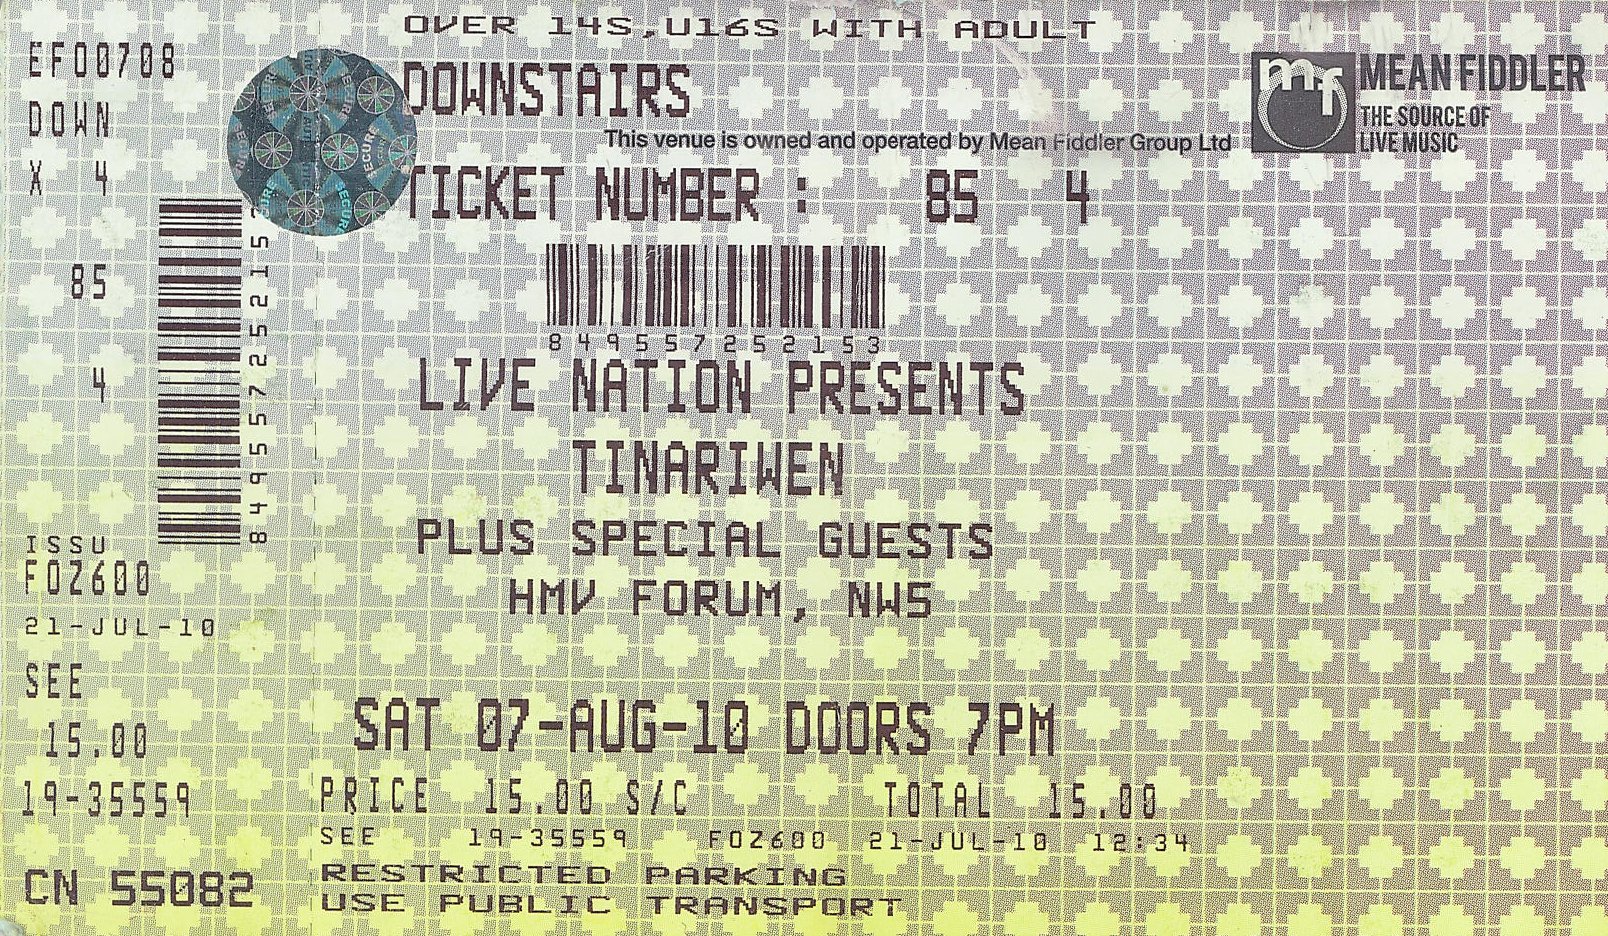 OVER 14S,U16S WITH ADULT
EF00708
DOWN
X 4
85
4
84955725215
ISSU
FOZ600
21-JUL-10
SEE
15.00
19-35559
CN 55082
DOWNSTAIRS
This venue is owned and operated by Mean Fiddler Group Ltd
mf
MEAN FIDDLER
THE SOURCE OF
LIVE MUSIC
TICKET NUMBER : 85 4
849557252153
LIVE NATION PRESENTS
TINARIWEN
PLUS SPECIAL GUESTS
HMV FORUM, NW5
SAT 07-AUG-10 DOORS 7PM
PRICE 15.00 S/C TOTAL 15.00
SEE 19-35559 FOZ600 21-JUL-10 12:34
RESTRICTED PARKING
USE PUBLIC TRANSPORT
SECURE